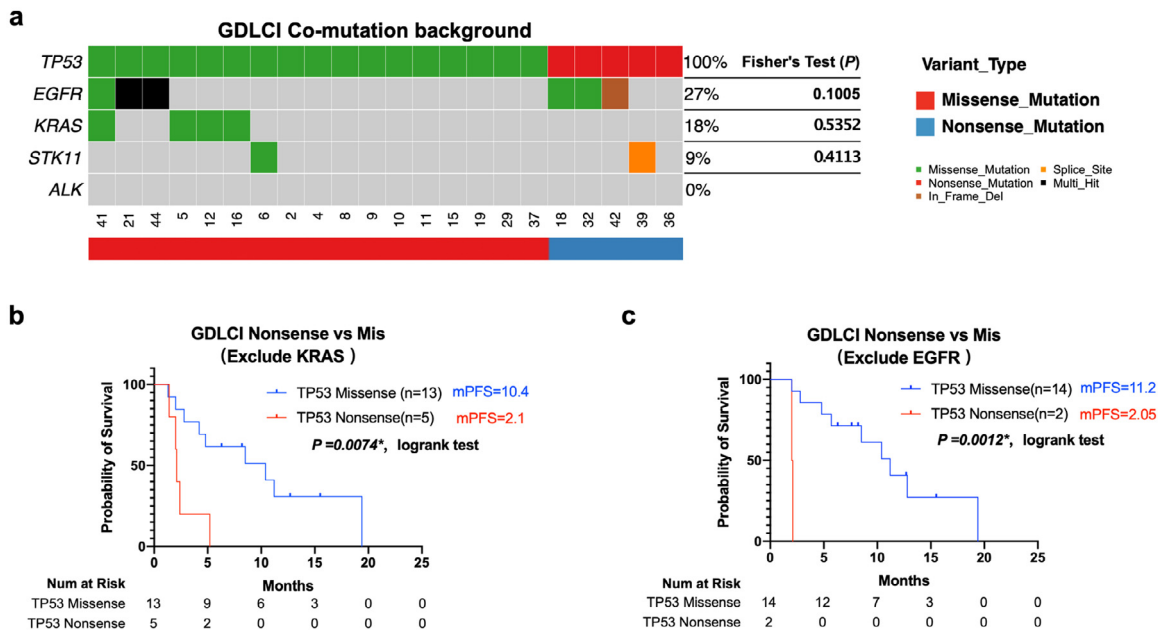 a
GDLCI Co-mutation background
TP53 100% Fisher's Test (P)
EGFR 27% 0.1005
KRAS 18% 0.5352
STK11 9% 0.4113
ALK 0%
41 21 44 5 12 16 6 2 4 8 9 10 11 15 19 29 37 18 32 42 39 36
Variant_Type
Missense_Mutation
Nonsense_Mutation
Missense_Mutation Splice_Site
Nonsense_Mutation Multi_Hit
In_Frame_Del
b
GDLCI Nonsense vs Mis
(Exclude KRAS)
TP53 Missense (n=13) mPFS=10.4
TP53 Nonsense(n=5) mPFS=2.1
P =0.0074*, logrank test
Probability of Survival
100
50
0
0 5 10 15 20 25
Months
Num at Risk
TP53 Missense 13 9 6 3 0 0
TP53 Nonsense 5 2 0 0 0 0
c
GDLCI Nonsense vs Mis
(Exclude EGFR)
TP53 Missense(n=14) mPFS=11.2
TP53 Nonsense(n=2) mPFS=2.05
P =0.0012*, logrank test
Probability of Survival
100
50
0
0 5 10 15 20 25
Months
Num at Risk
TP53 Missense 14 12 7 3 0 0
TP53 Nonsense 2 0 0 0 0 0